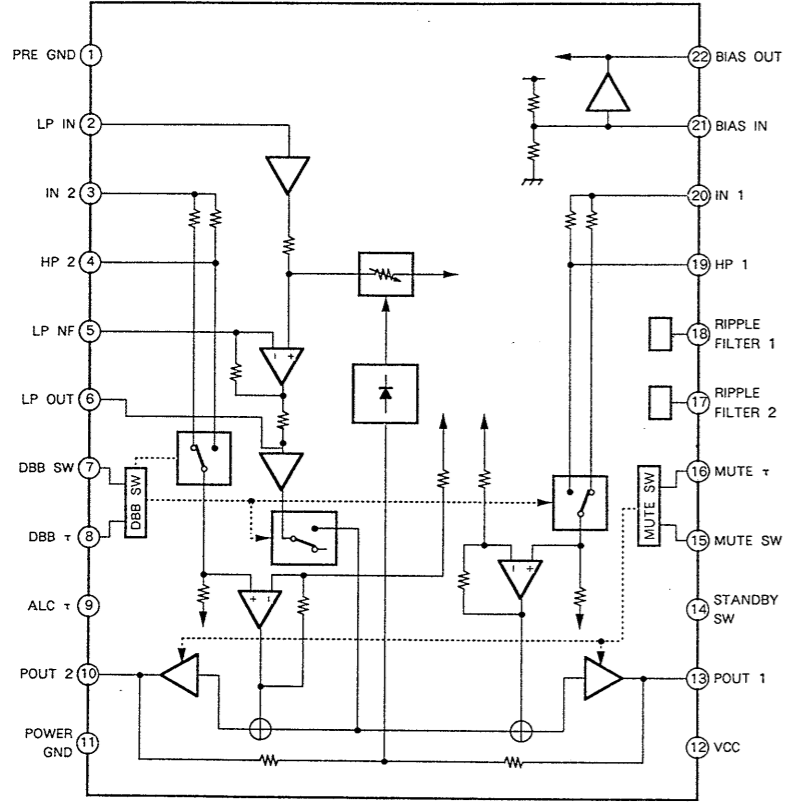 PRE GND 1
LP IN 2
IN 2 3
HP 2 4
LP NF 5
LP OUT 6
DBB SW 7
DBB τ 8
ALC τ 9
POUT 2 10
POWER
GND 11
22 BIAS OUT
21 BIAS IN
20 IN 1
19 HP 1
18 RIPPLE
FILTER 1
17 RIPPLE
FILTER 2
16 MUTE τ
15 MUTE SW
14 STANDBY
SW
13 POUT 1
12 VCC
DBB SW
MUTE SW
- +
+ -
- +